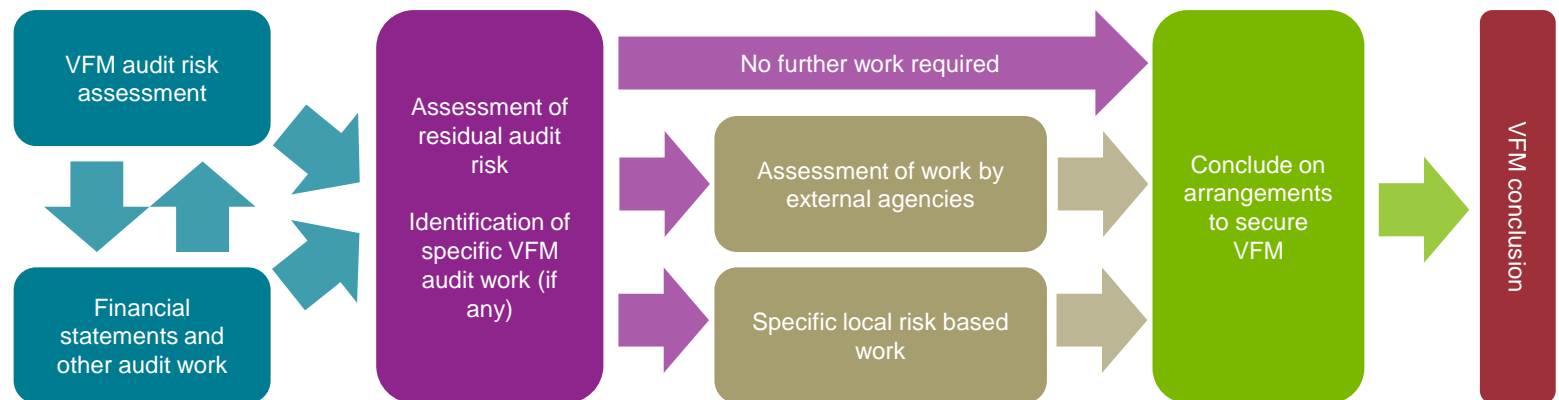 VFM audit risk
assessment
Financial
statements and
other audit work
Assessment of
residual audit
risk
Identification of
specific VFM
audit work (if
any)
No further work required
Assessment of work by
external agencies
Specific local risk based
work
Conclude on
arrangements
to secure
VFM
VFM conclusion